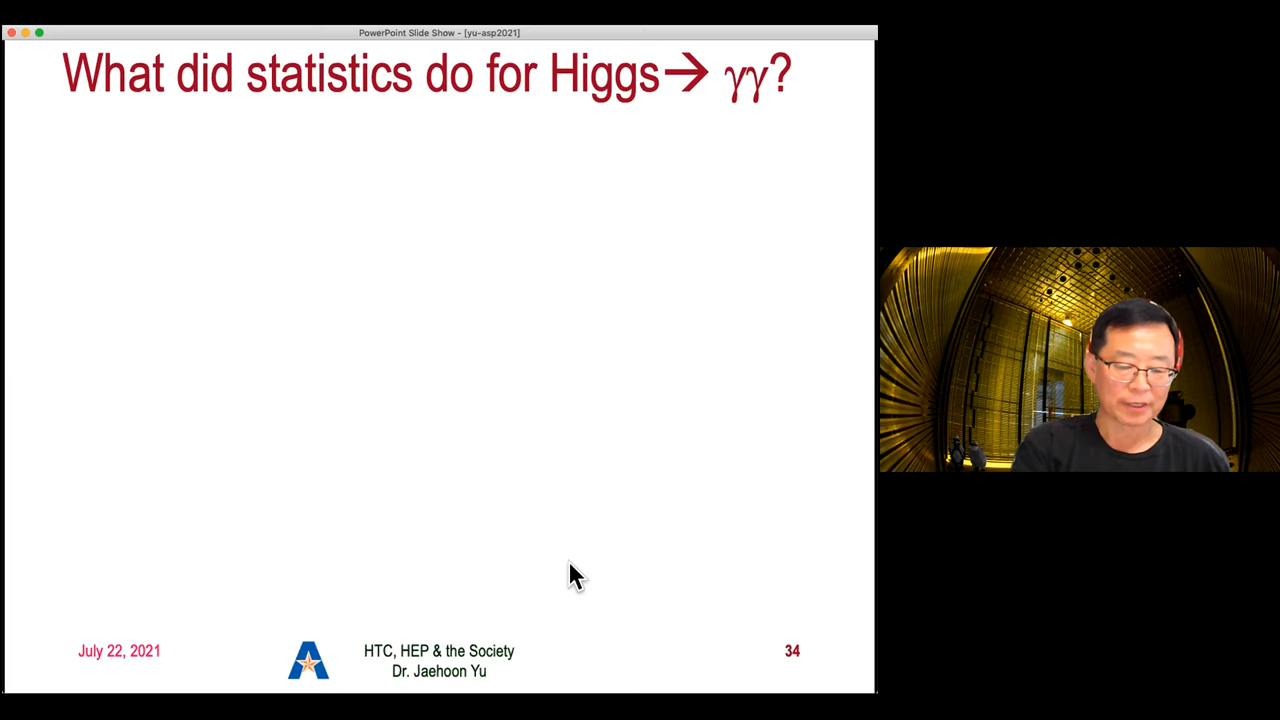 PowerPoint Slide Show - [yu-asp2021]
What did statistics do for Higgs→ γγ?
July 22, 2021
HTC, HEP & the Society
Dr. Jaehoon Yu
34